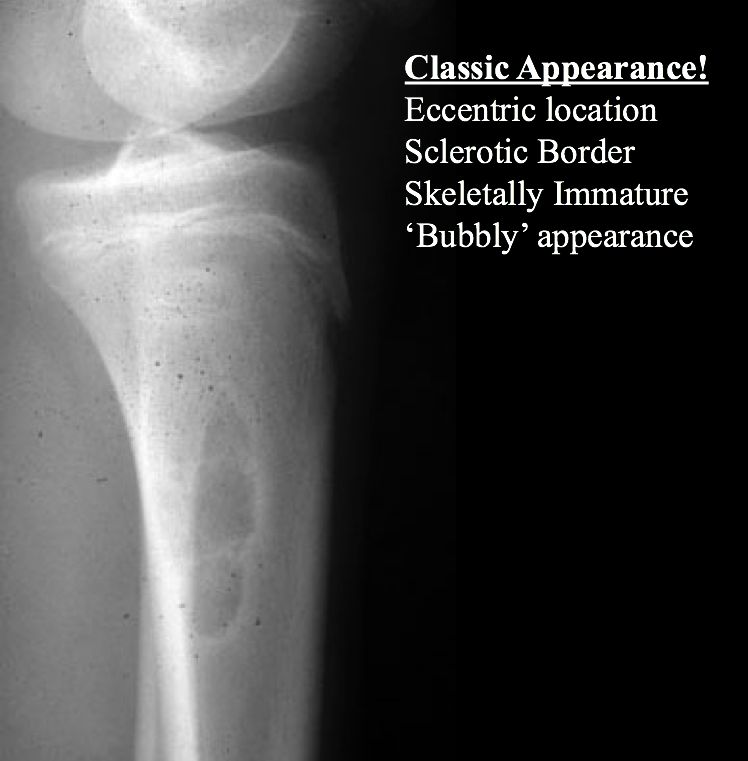 Classic Appearance!
Eccentric location
Sclerotic Border
Skeletally Immature
‘Bubbly’ appearance